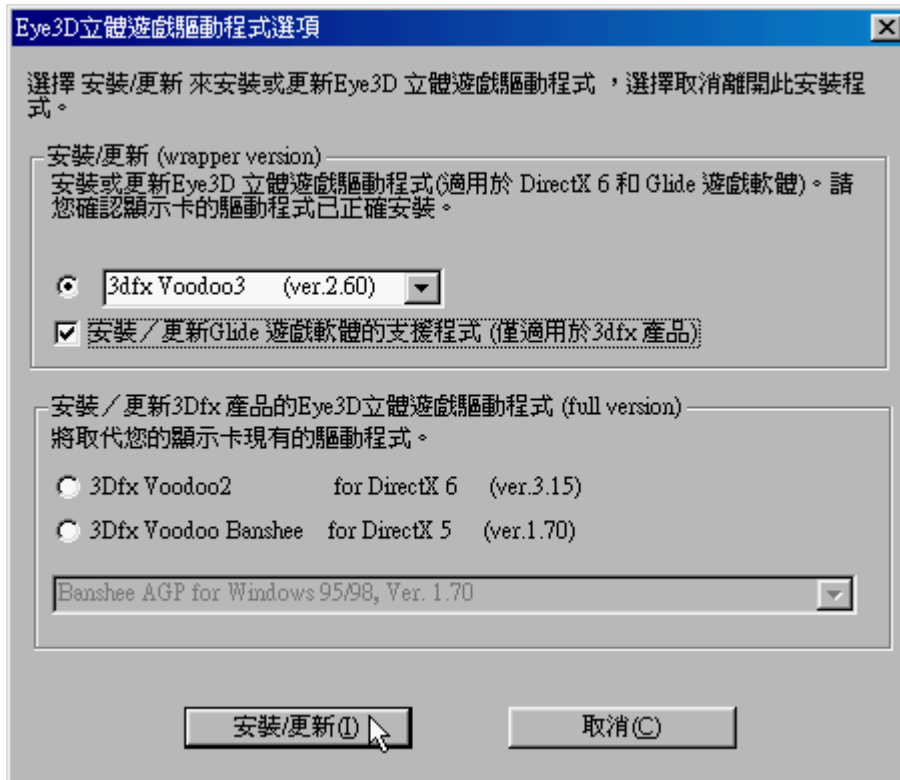 Eye3D立體遊戲驅動程式選項
選擇 安裝/更新 來安裝或更新Eye3D 立體遊戲驅動程式 ，選擇取消離開此安裝程
式。
安裝/更新 (wrapper version)
安裝或更新Eye3D 立體遊戲驅動程式(適用於 DirectX 6 和 Glide 遊戲軟體)。請
您確認顯示卡的驅動程式已正確安裝。
3dfx Voodoo3 (ver.2.60)
安裝／更新Glide 遊戲軟體的支援程式 (僅適用於3dfx 產品)
安裝／更新3Dfx 產品的Eye3D立體遊戲驅動程式 (full version)
將取代您的顯示卡現有的驅動程式。
3Dfx Voodoo2 for DirectX 6 (ver.3.15)
3Dfx Voodoo Banshee for DirectX 5 (ver.1.70)
Banshee AGP for Windows 95/98, Ver. 1.70
安裝/更新(I) 取消(C)